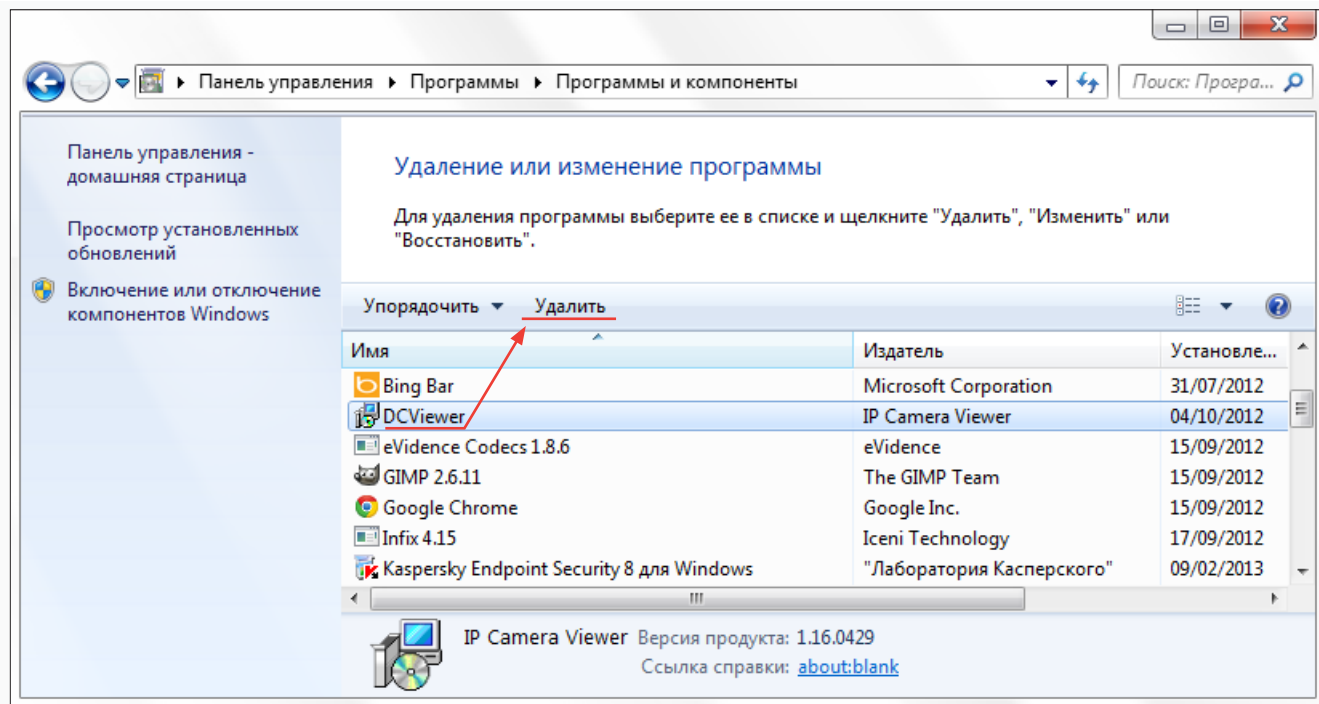 Панель управления Программы Программы и компоненты Поиск: Програ...
Панель управления -
домашняя страница
Просмотр установленных
обновлений
Включение или отключение
компонентов Windows
Удаление или изменение программы
Для удаления программы выберите ее в списке и щелкните "Удалить", "Изменить" или
"Восстановить".
Упорядочить Удалить
Имя Издатель Установле...
Bing Bar Microsoft Corporation 31/07/2012
DCViewer IP Camera Viewer 04/10/2012
eVidence Codecs 1.8.6 eVidence 15/09/2012
GIMP 2.6.11 The GIMP Team 15/09/2012
Google Chrome Google Inc. 15/09/2012
Infix 4.15 Iceni Technology 17/09/2012
Kaspersky Endpoint Security 8 для Windows "Лаборатория Касперского" 09/02/2013
IP Camera Viewer Версия продукта: 1.16.0429
Ссылка справки: about:blank